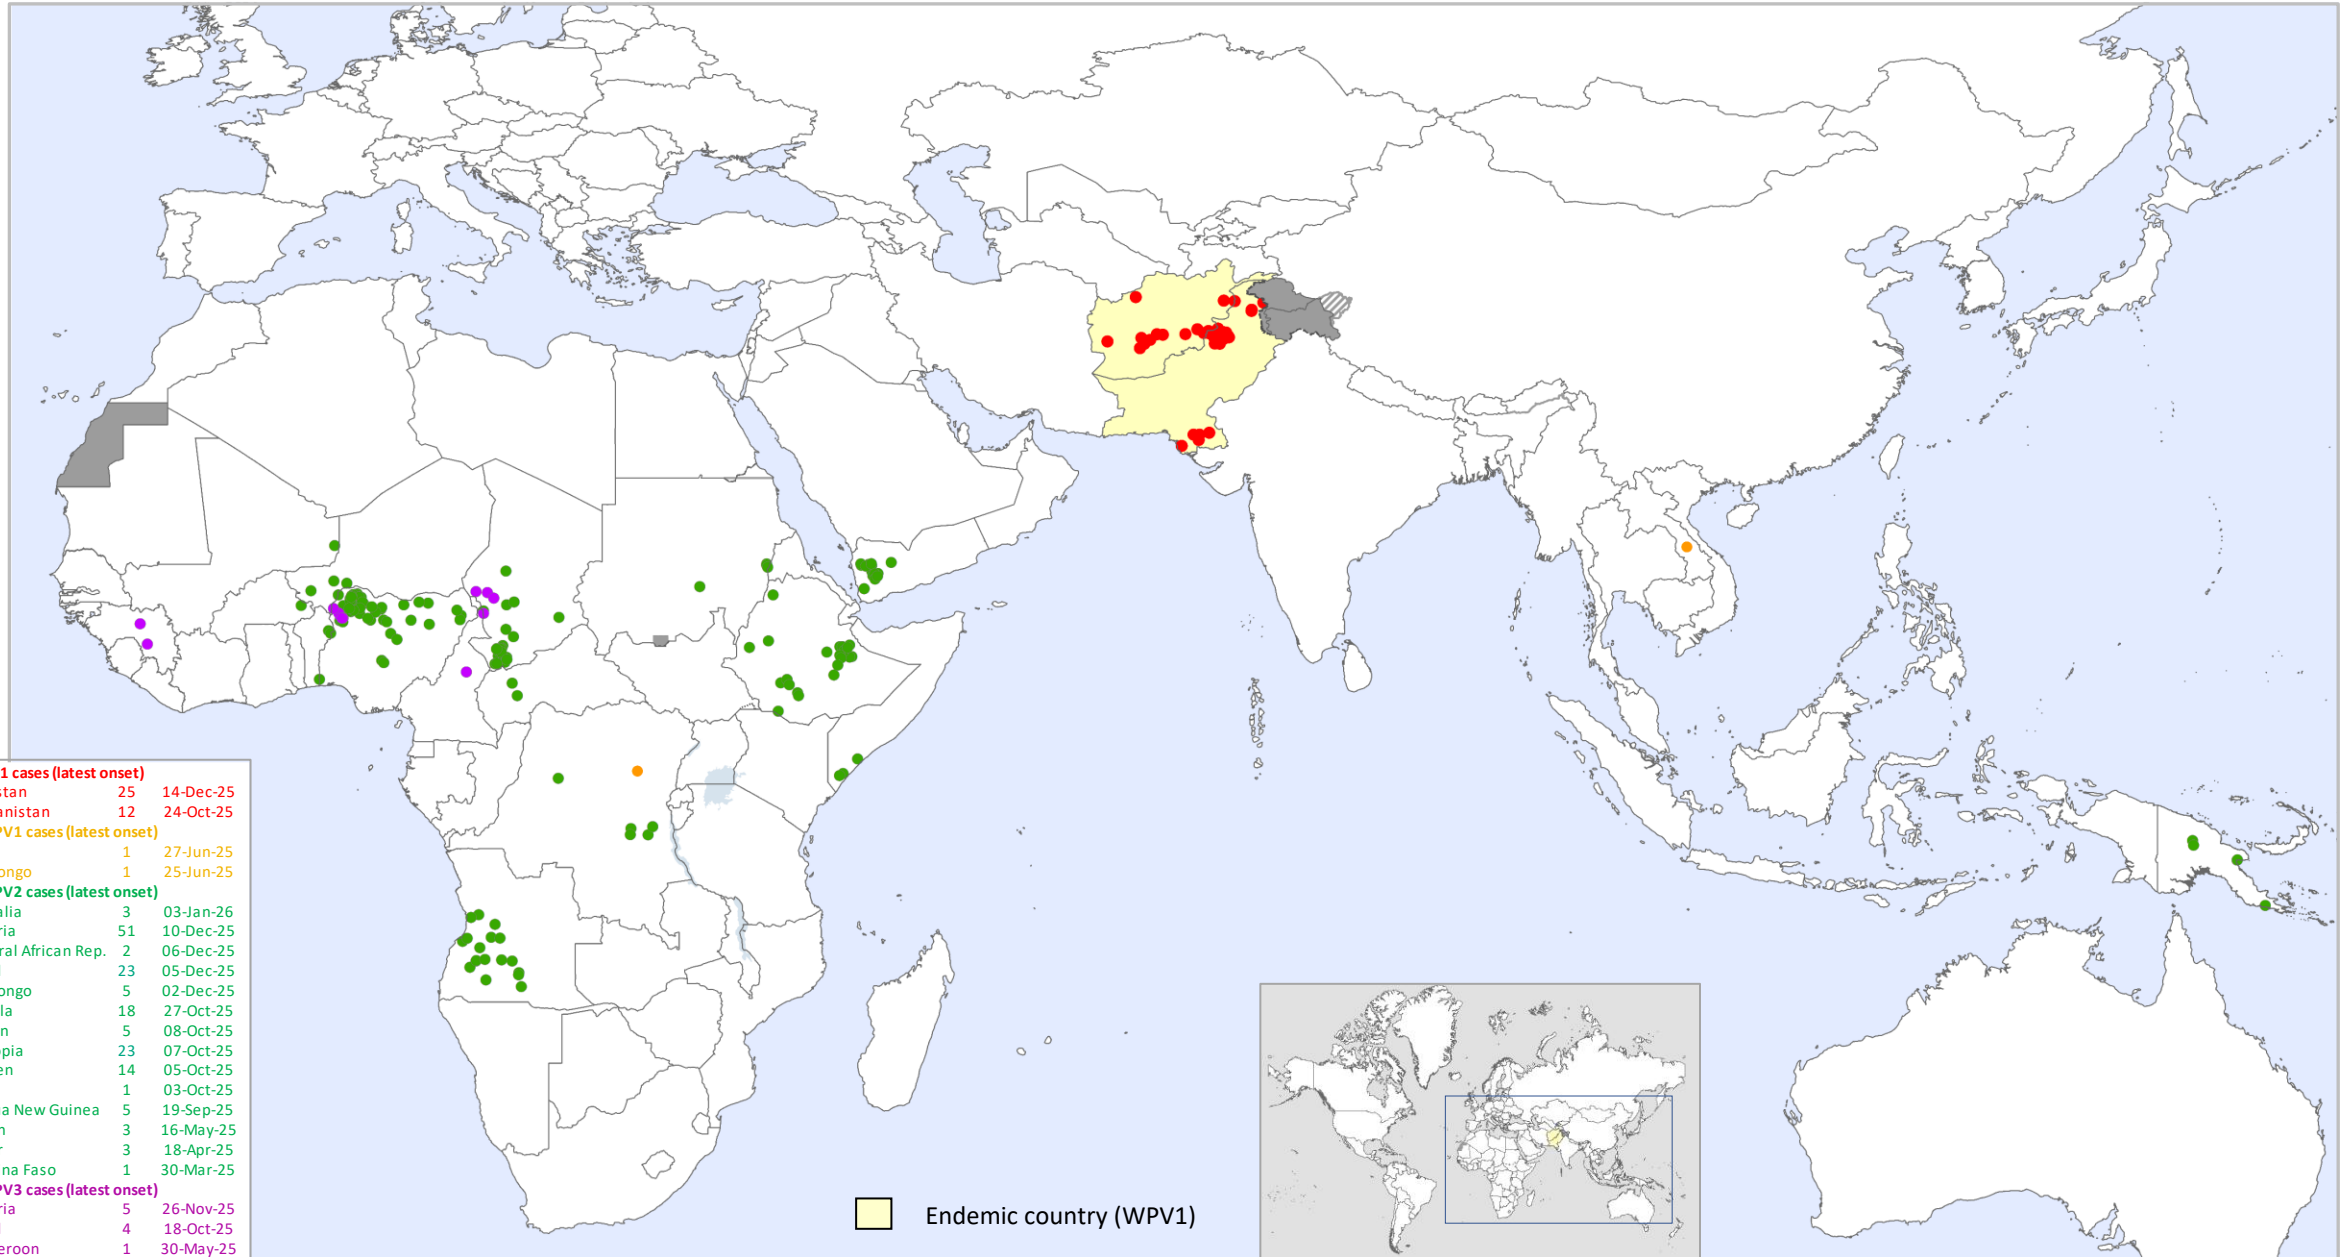 1 cases (latest onset)
stan 25 14-Dec-25
anistan 12 24-Oct-25
PV1 cases (latest onset)
1 27-Jun-25
ongo 1 25-Jun-25
PV2 cases (latest onset)
alia 3 03-Jan-26
ria 51 10-Dec-25
ral African Rep. 2 06-Dec-25
23 05-Dec-25
ongo 5 02-Dec-25
la 18 27-Oct-25
n 5 08-Oct-25
opia 23 07-Oct-25
en 14 05-Oct-25
1 03-Oct-25
a New Guinea 5 19-Sep-25
n 3 16-May-25
r 3 18-Apr-25
na Faso 1 30-Mar-25
PV3 cases (latest onset)
ria 5 26-Nov-25
4 18-Oct-25
eroon 1 30-May-25
Endemic country (WPV1)